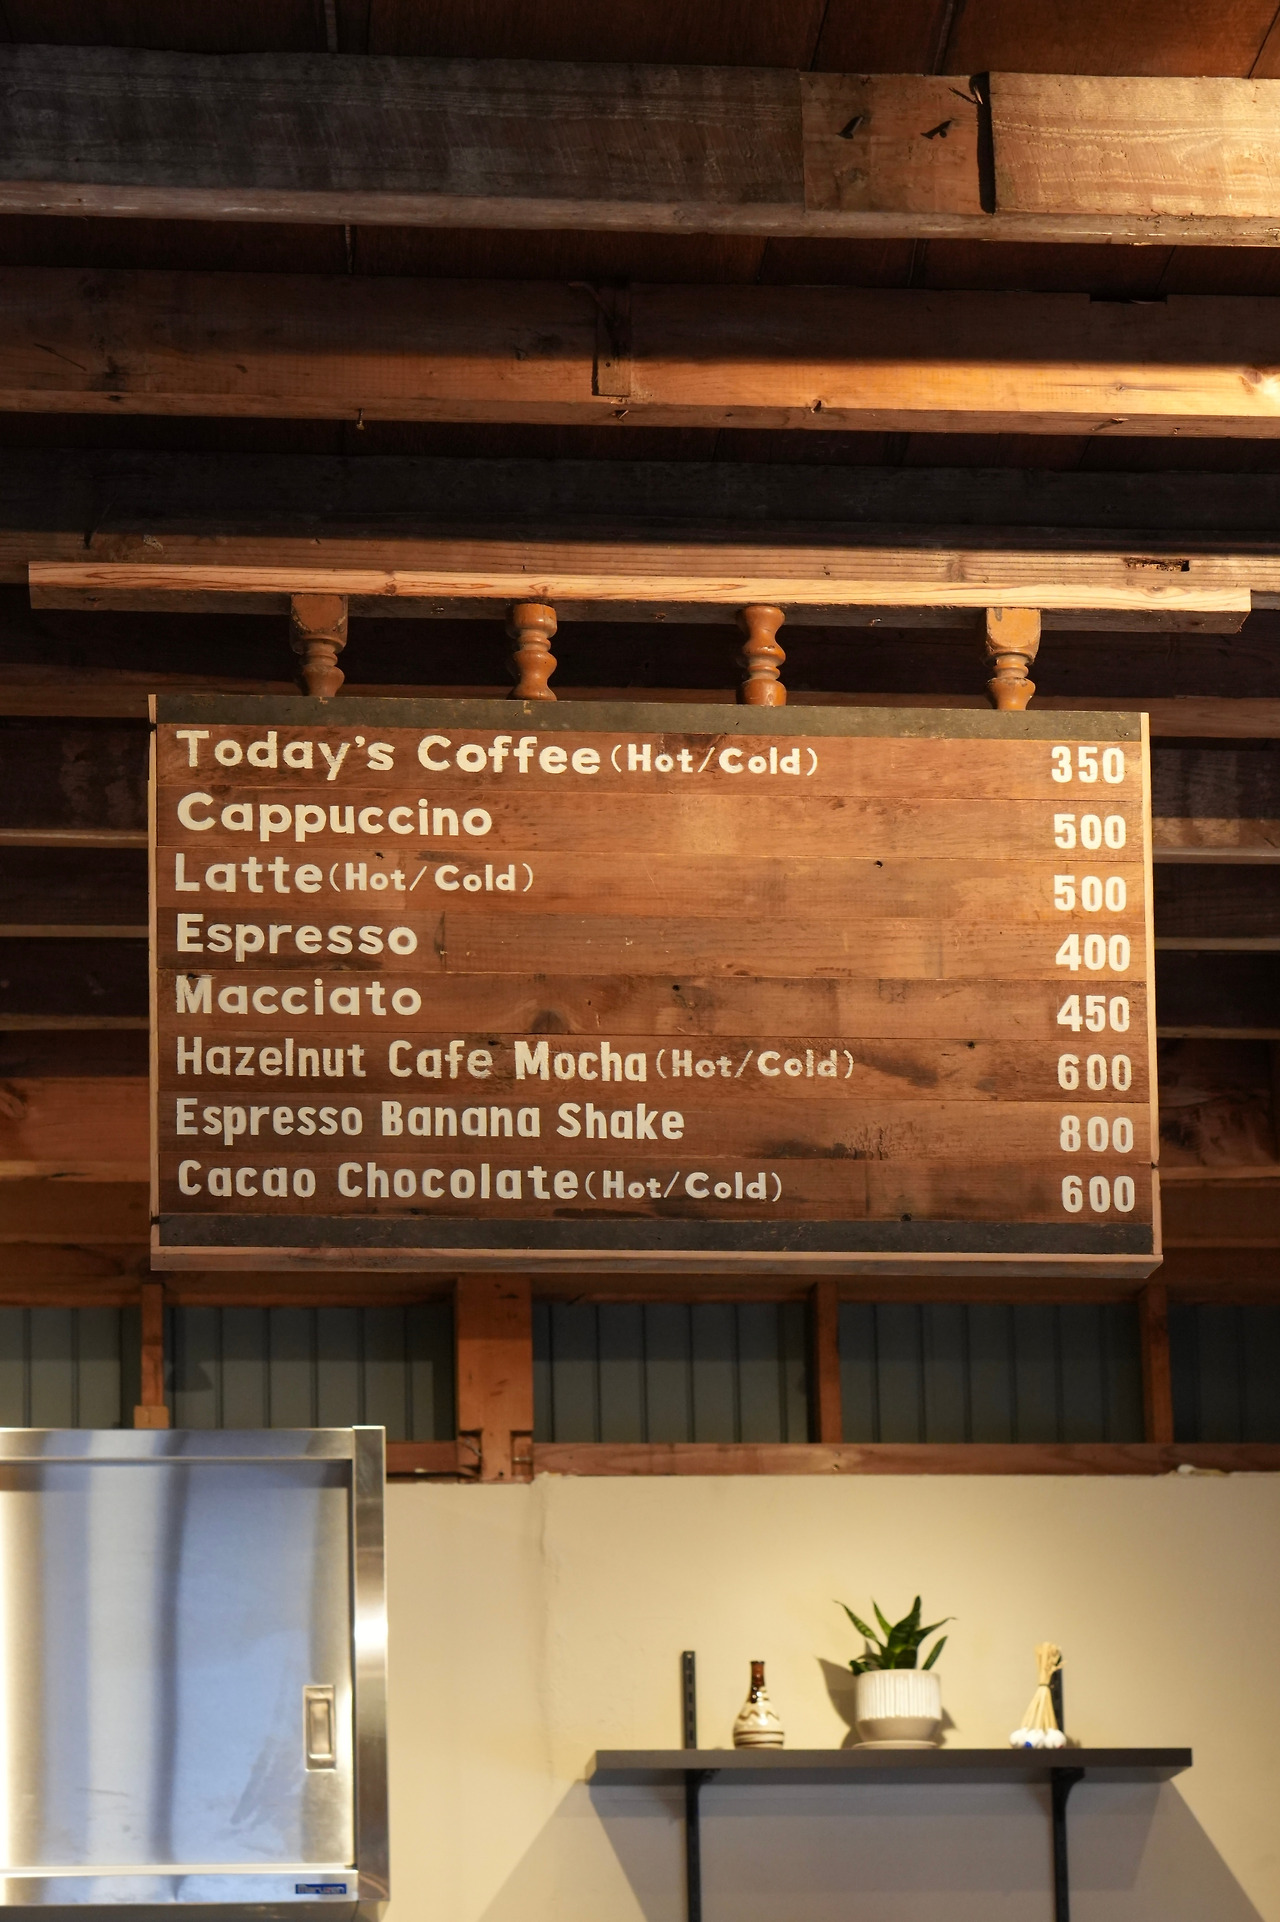 Today's Coffee(Hot/Cold) 350
Cappuccino 500
Latte(Hot/Cold) 500
Espresso 400
Macciato 450
Hazelnut Cafe Mocha(Hot/Cold) 600
Espresso Banana Shake 800
Cacao Chocolate(Hot/Cold) 600
Maruzen